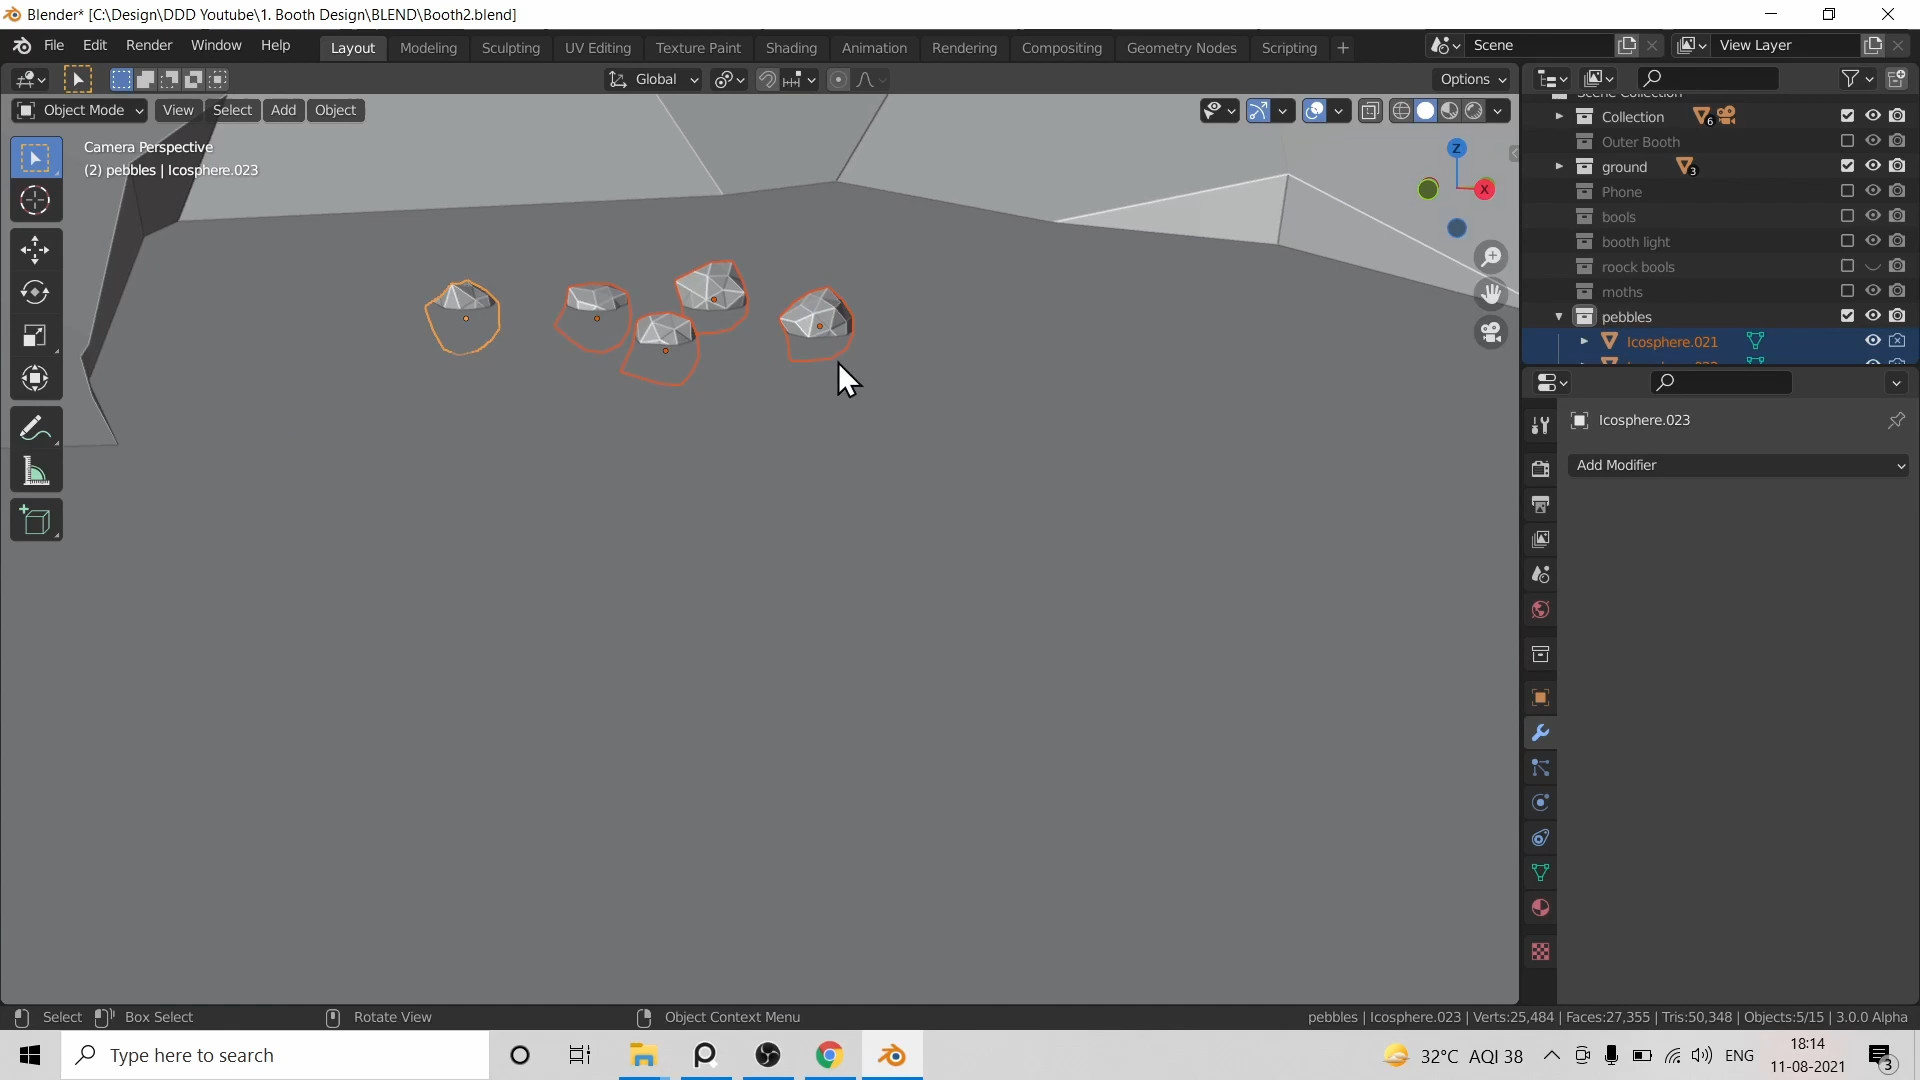 Blender* [C:\Design\DDD Youtube\1. Booth Design\BLEND\Booth2.blend]
File Edit Render Window Help Layout Modeling Sculpting UV Editing Texture Paint Shading Animation Rendering Compositing Geometry Nodes Scripting Scene View Layer
Global Options
Object Mode View Select Add Object
Camera Perspective
(2) pebbles | Icosphere.023
Z
X
Scene Collection
Collection 6
Outer Booth
ground 3
Phone
bools
booth light
roock bools
moths
pebbles
Icosphere.021
Icosphere.023
Add Modifier
Select Box Select Rotate View Object Context Menu pebbles | Icosphere.023 | Verts:25,484 | Faces:27,355 | Tris:50,348 | Objects:5/15 | 3.0.0 Alpha
Type here to search
32°C AQI 38 ENG
18:14
11-08-2021
3